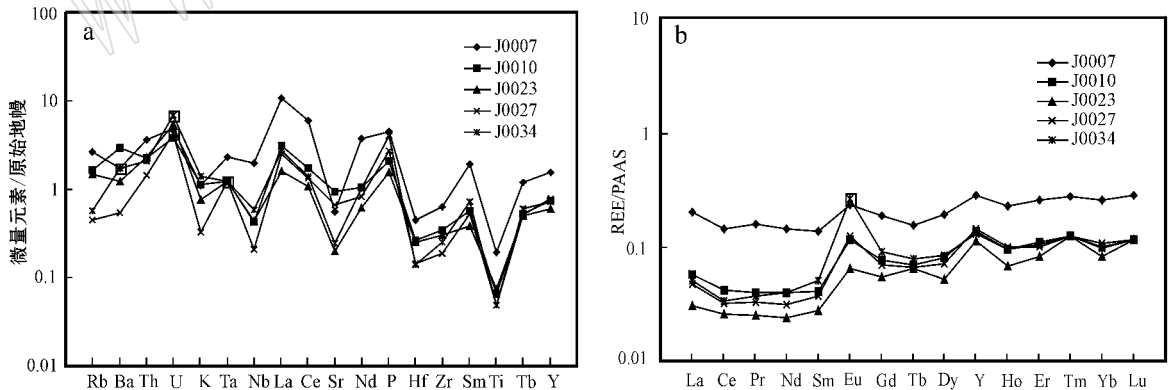 a
100
10
1
0.1
0.01
微量元素/原始地幔
J0007
J0010
J0023
J0027
J0034
Rb Ba Th U K Ta Nb La Ce Sr Nd P Hf Zr Sm Ti Tb Y
b
10
1
0.1
0.01
REE/PAAS
J0007
J0010
J0023
J0027
J0034
La Ce Pr Nd Sm Eu Gd Tb Dy Y Ho Er Tm Yb Lu